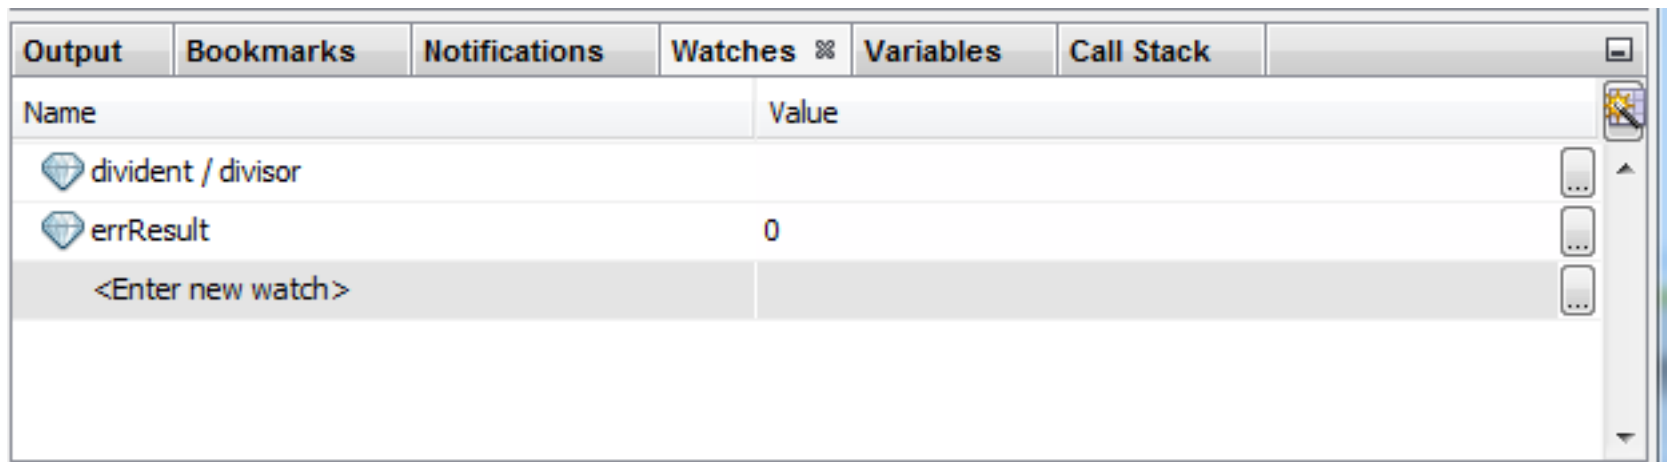 Output Bookmarks Notifications Watches Variables Call Stack
Name Value
divident / divisor ...
errResult 0 ...
<Enter new watch> ...